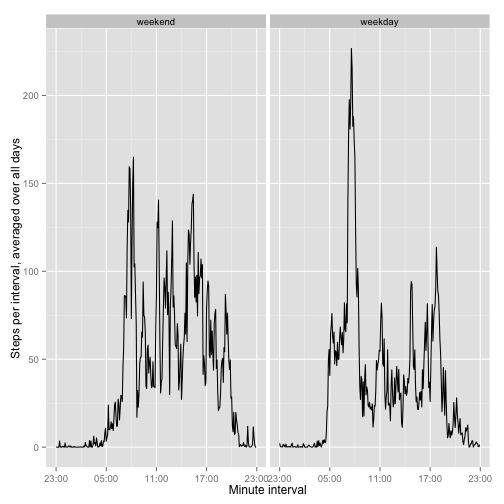 weekend weekday
Steps per interval, averaged over all days
200
150
100
50
0
23:00 05:00 11:00 17:00 23:00 23:00 05:00 11:00 17:00 23:00
Minute interval